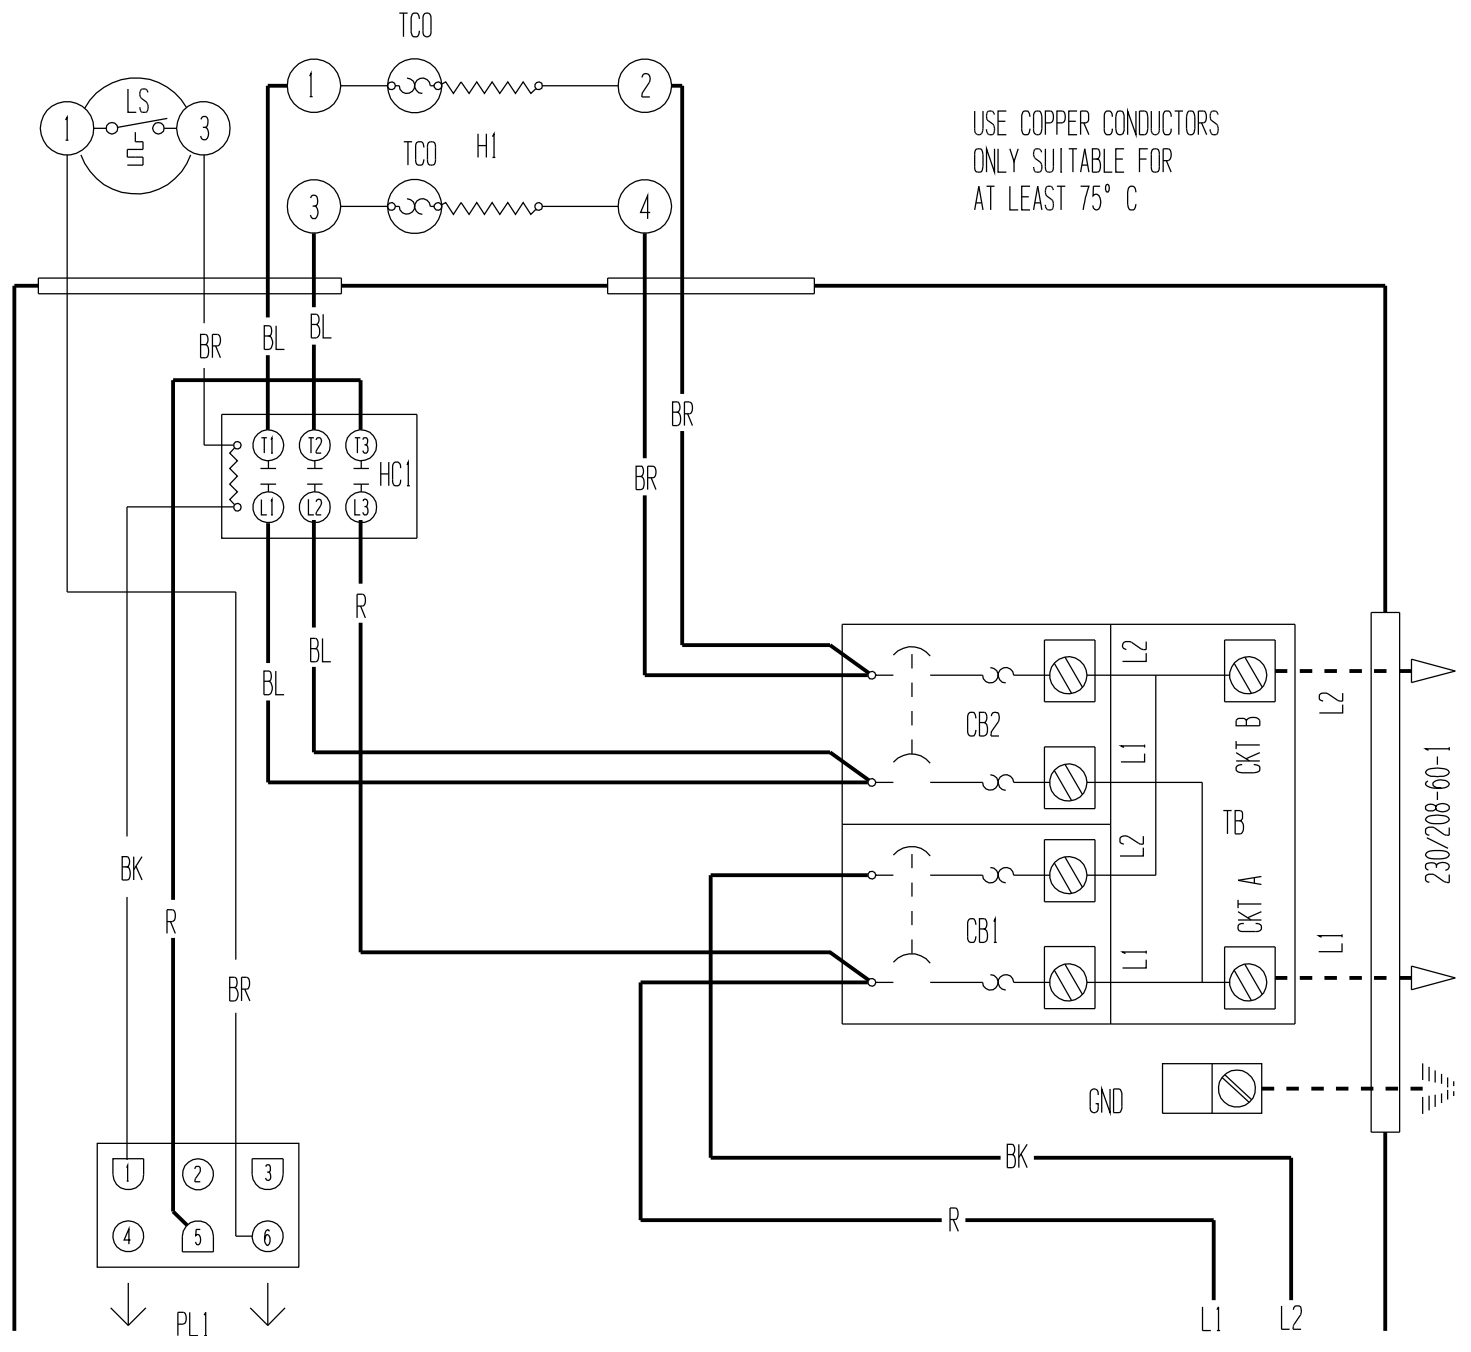 TCO
1
2
LS
1
3
USE COPPER CONDUCTORS
ONLY SUITABLE FOR
AT LEAST 75° C
TCO
H1
3
4
BL
BL
BR
BR
BR
T1
T2
T3
HC1
L1
L2
L3
R
BL
BL
L2
L2
CB2
L1
CKT B
230/208-60-1
TB
L2
BK
R
CB1
CKT A
L1
L1
BR
GND
BK
1
2
3
R
4
5
6
PL1
L1
L2